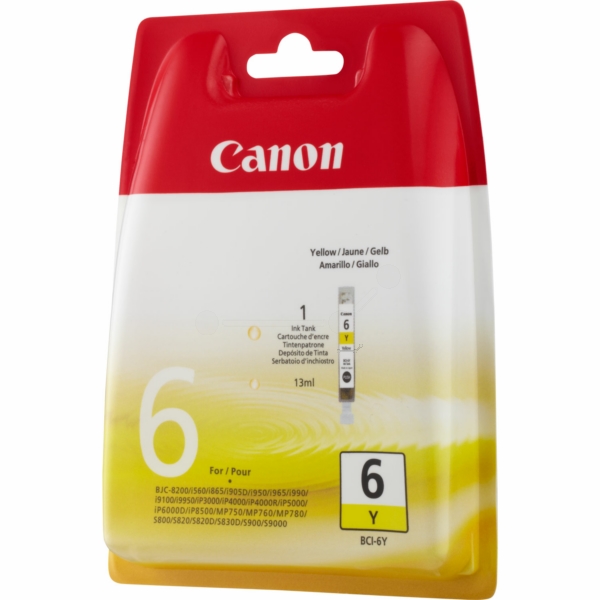 Canon
Yellow / Jaune / Gelb
Amarillo / Giallo
1
Ink Tank
Cartouche d'encre
Tintenpatrone
Depósito de Tinta
Serbatoio d'inchiostro
13ml
Canon
6
Y
6
For / Pour
BJC-8200/i560/i865/i905D/i950/i965/i990/
i9100/i9950/iP3000/iP4000/iP4000R/iP5000/
iP6000D/iP8500/MP750/MP760/MP780/
S800/S820/S820D/S830D/S900/S9000
6
Y
BCI-6Y